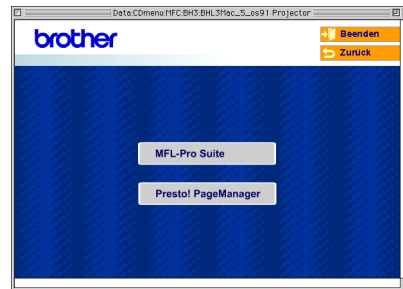 Data:CDmenu:MFC:BH3:BHL3Mac_5_os91 Projector
brother
Beenden
Zurück
MFL-Pro Suite
Presto! PageManager